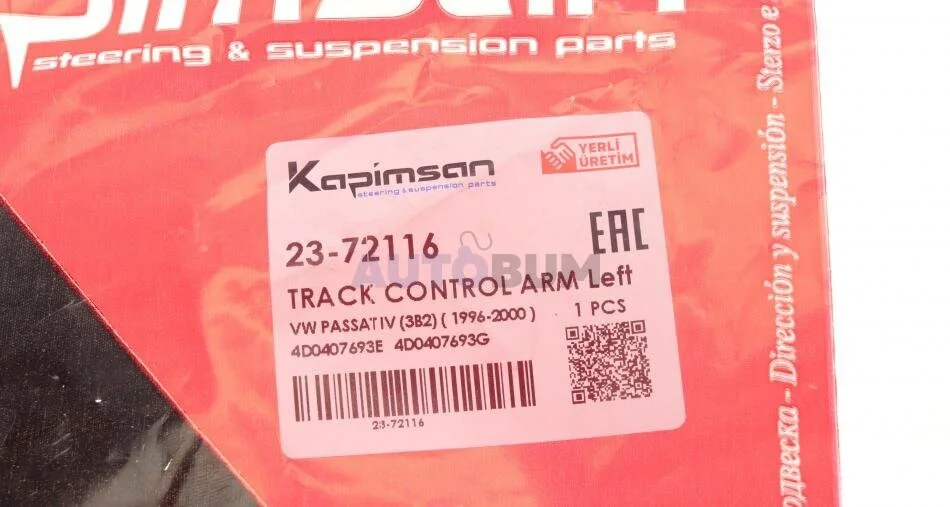 steering & suspension parts
Kapimsan
steering & suspension parts
YERLİ
ÜRETİM
23-72116
EAC
AUTOBUM
TRACK CONTROL ARM Left
VW PASSAT IV (3B2) ( 1996-2000 )
1 PCS
4D0407693E 4D0407693G
23-72116
- Dirección y suspensión - Sterzo e